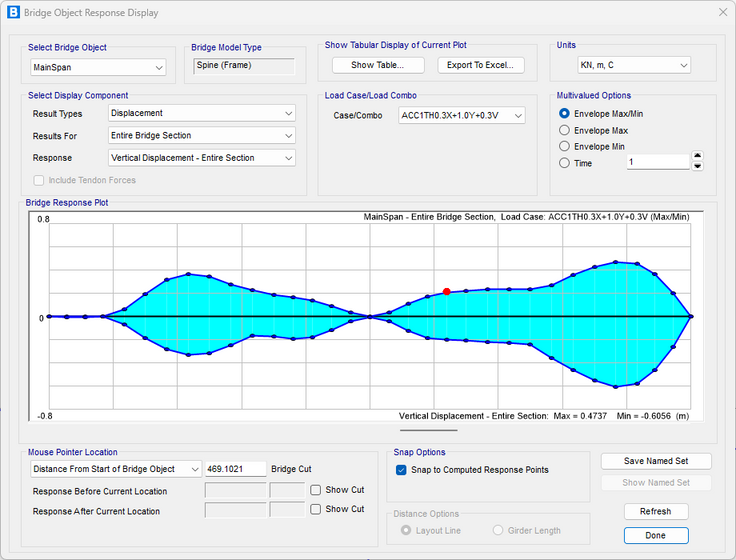 B Bridge Object Response Display
Select Bridge Object
MainSpan
Bridge Model Type
Spine (Frame)
Show Tabular Display of Current Plot
Show Table...
Export To Excel...
Units
KN, m, C
Select Display Component
Result Types
Displacement
Results For
Entire Bridge Section
Response
Vertical Displacement - Entire Section
Include Tendon Forces
Load Case/Load Combo
Case/Combo
ACC1TH0.3X+1.0Y+0.3V
Multivalued Options
Envelope Max/Min
Envelope Max
Envelope Min
Time
1
Bridge Response Plot
0.8
MainSpan - Entire Bridge Section, Load Case: ACC1TH0.3X+1.0Y+0.3V (Max/Min)
0
-0.8
Vertical Displacement - Entire Section: Max = 0.4737 Min = -0.6056 (m)
Mouse Pointer Location
Distance From Start of Bridge Object
469.1021
Bridge Cut
Response Before Current Location
Show Cut
Response After Current Location
Show Cut
Snap Options
Snap to Computed Response Points
Distance Options
Layout Line
Girder Length
Save Named Set
Show Named Set
Refresh
Done